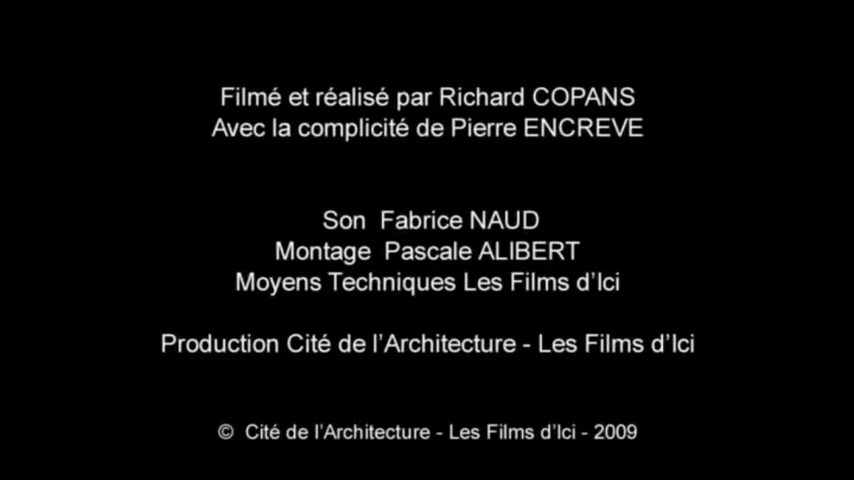 Filmé et réalisé par Richard COPANS
Avec la complicité de Pierre ENCREVE
Son Fabrice NAUD
Montage Pascale ALIBERT
Moyens Techniques Les Films d’Ici
Production Cité de l’Architecture - Les Films d’Ici
© Cité de l’Architecture - Les Films d’Ici - 2009